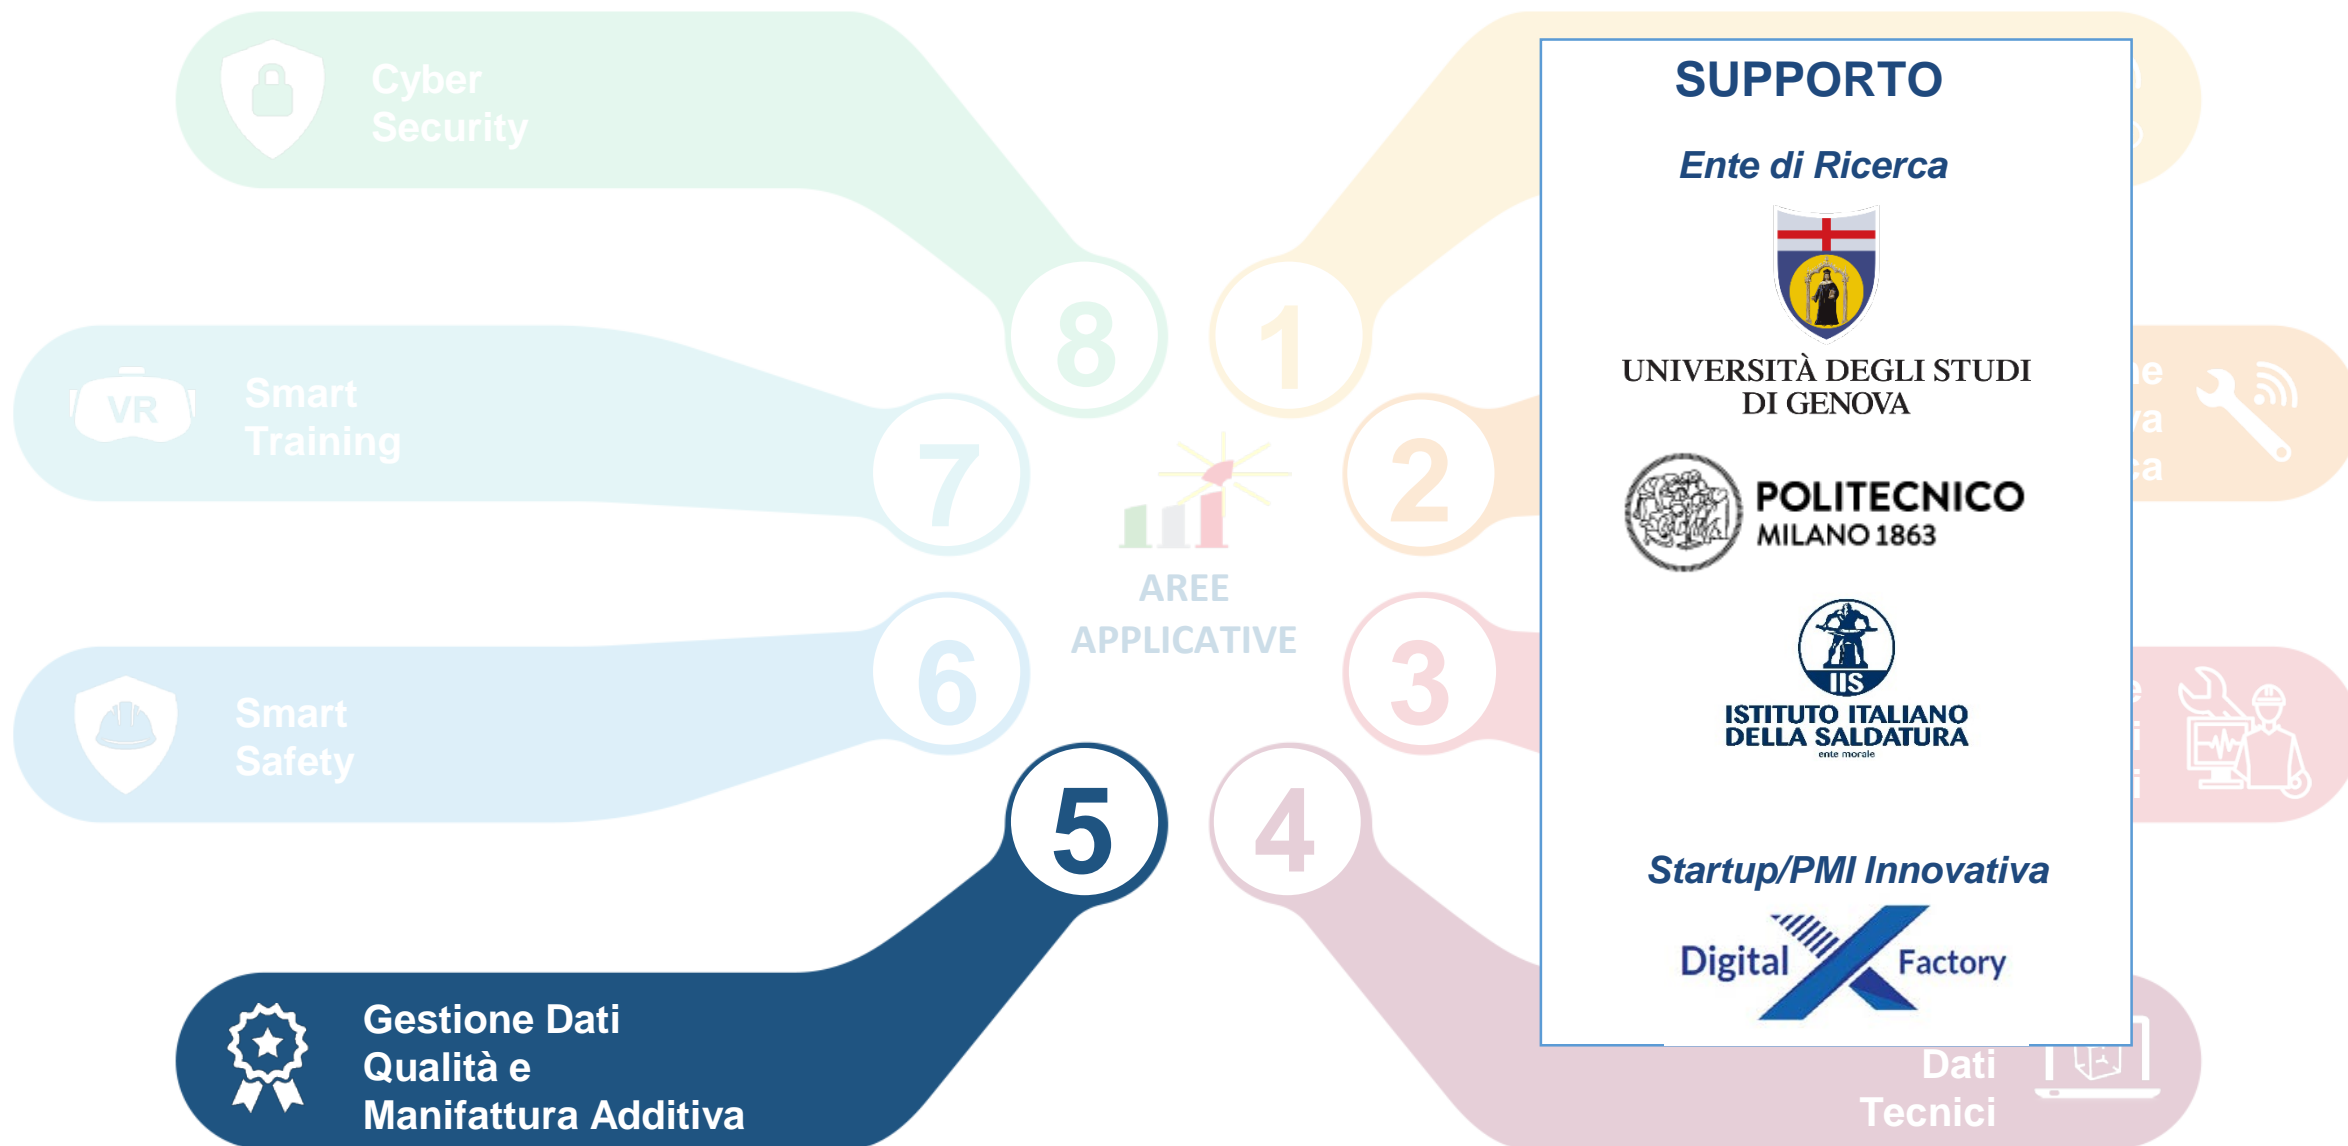 Cyber
Security
8
VR
Smart
Training
7
Smart
Safety
6
5
Gestione Dati
Qualità e
Manifattura Additiva
AREE
APPLICATIVE
1
2
3
4
Dati
Tecnici
SUPPORTO
Ente di Ricerca
UNIVERSITÀ DEGLI STUDI
DI GENOVA
POLITECNICO
MILANO 1863
IIS
ISTITUTO ITALIANO
DELLA SALDATURA
ente morale
Startup/PMI Innovativa
Digital X Factory